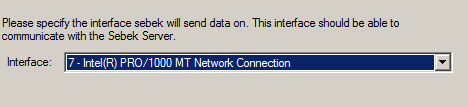 Please specify the interface sebek will send data on. This interface should be able to
communicate with the Sebek Server.
Interface: 7 - Intel(R) PRO/1000 MT Network Connection